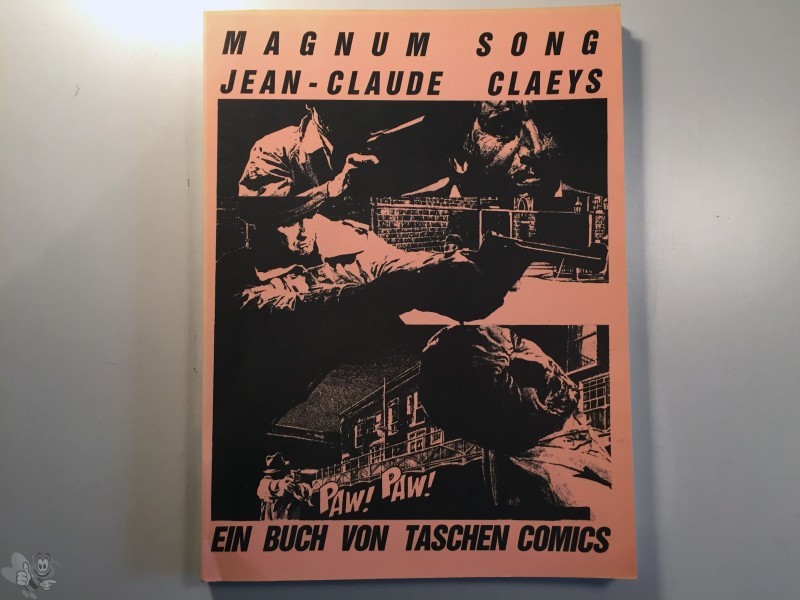 MAGNUM SONG
JEAN-CLAUDE CLAEYS
PAW! PAW!
EIN BUCH VON TASCHEN COMICS